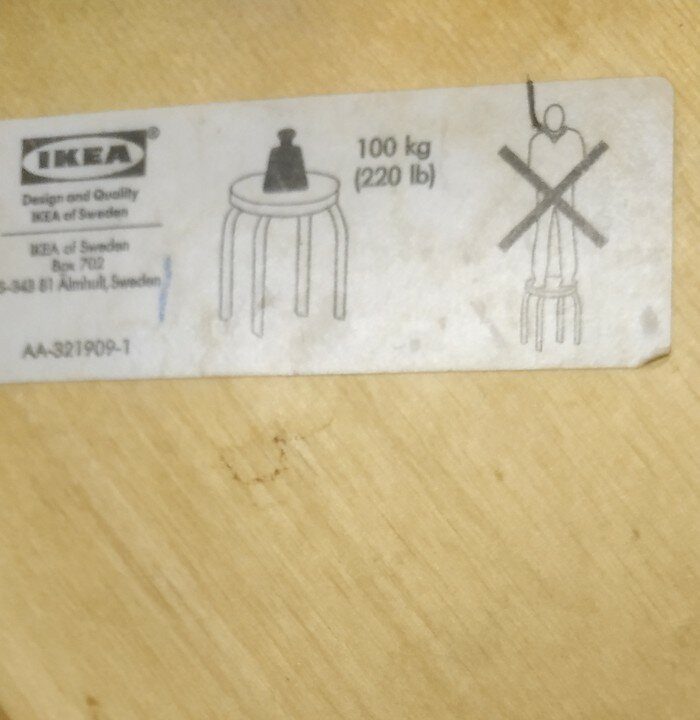 IKEA®
Design and Quality
IKEA of Sweden
IKEA of Sweden
Box 702
S-343 81 Älmhult, Sweden
AA-321909-1
100 kg
(220 lb)